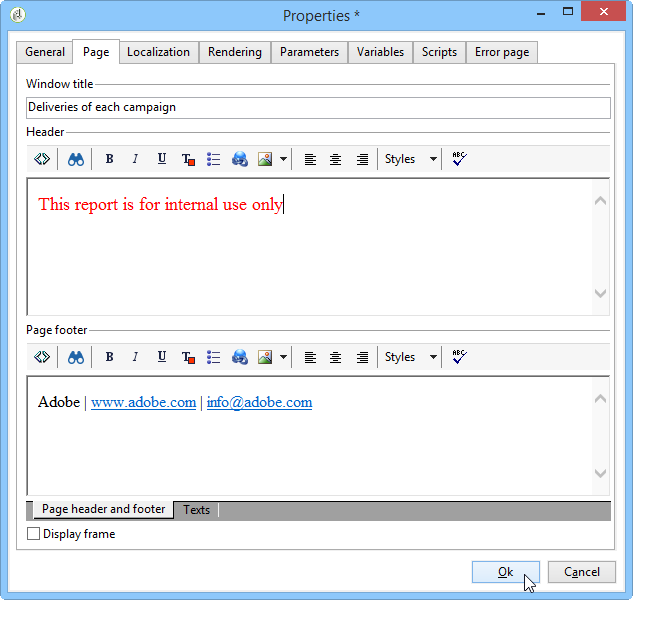 Properties *
General Page Localization Rendering Parameters Variables Scripts Error page
Window title
Deliveries of each campaign
Header
B I U T Styles ABC
This report is for internal use only
Page footer
B I U T Styles ABC
Adobe | www.adobe.com | info@adobe.com
Page header and footer Texts
Display frame
Ok Cancel